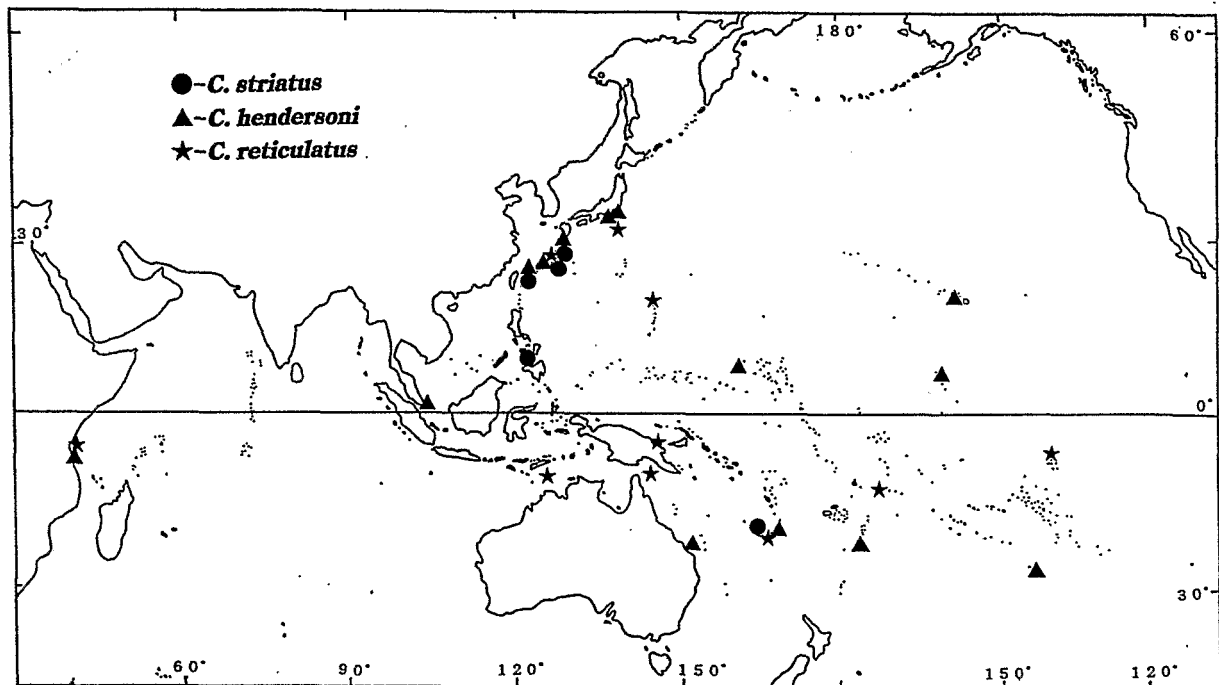 180°
60°
●-C. striatus
▲-C. hendersoni
★-C. reticulatus
30°
0°
30°
60° 90° 120° 150° 150° 120°